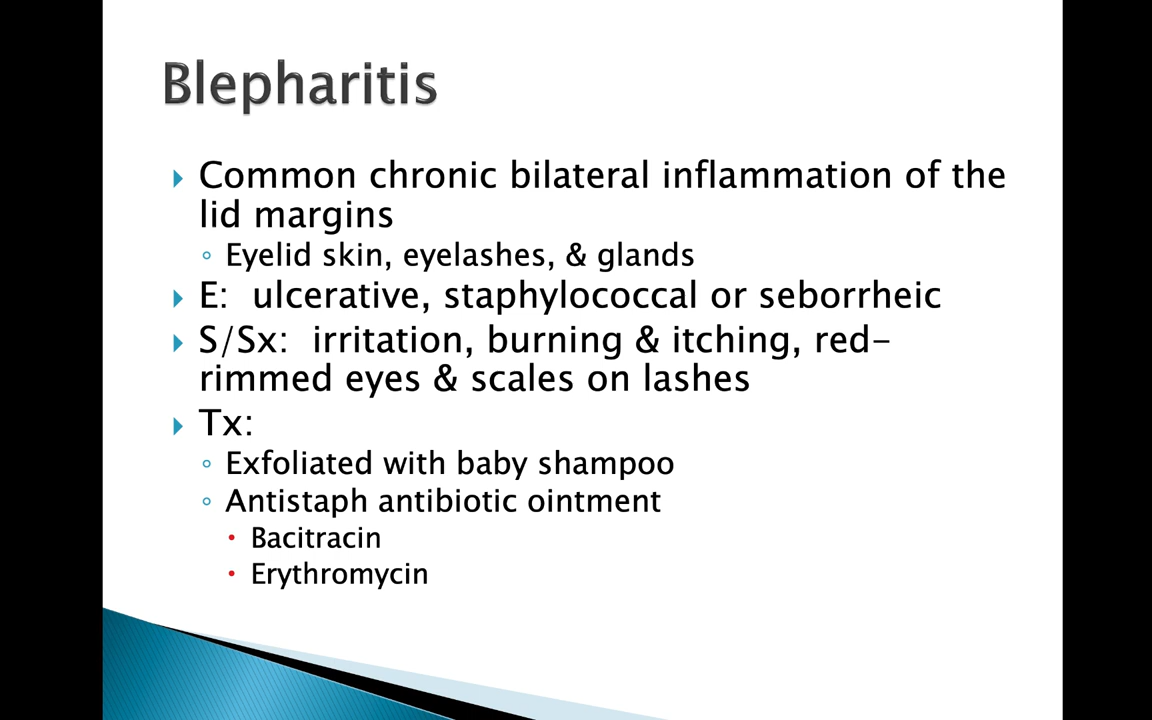 Blepharitis
Common chronic bilateral inflammation of the
lid margins
Eyelid skin, eyelashes, & glands
E:  ulcerative, staphylococcal or seborrheic
S/Sx:  irritation, burning & itching, red-
rimmed eyes & scales on lashes
Tx:
Exfoliated with baby shampoo
Antistaph antibiotic ointment
Bacitracin
Erythromycin